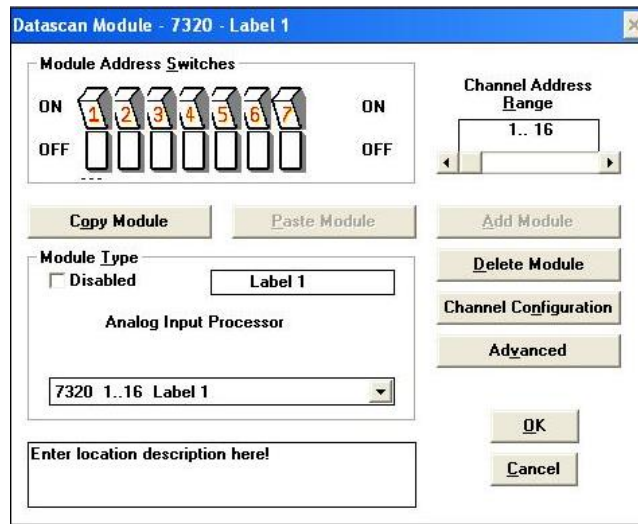 Datascan Module - 7320 - Label 1
Module Address Switches
ON 1 2 3 4 5 6 7 ON
OFF OFF
---
Channel Address
Range
1.. 16
Copy Module
Paste Module
Add Module
Module Type
Disabled
Label 1
Analog Input Processor
7320 1..16 Label 1
Delete Module
Channel Configuration
Advanced
Enter location description here!
OK
Cancel